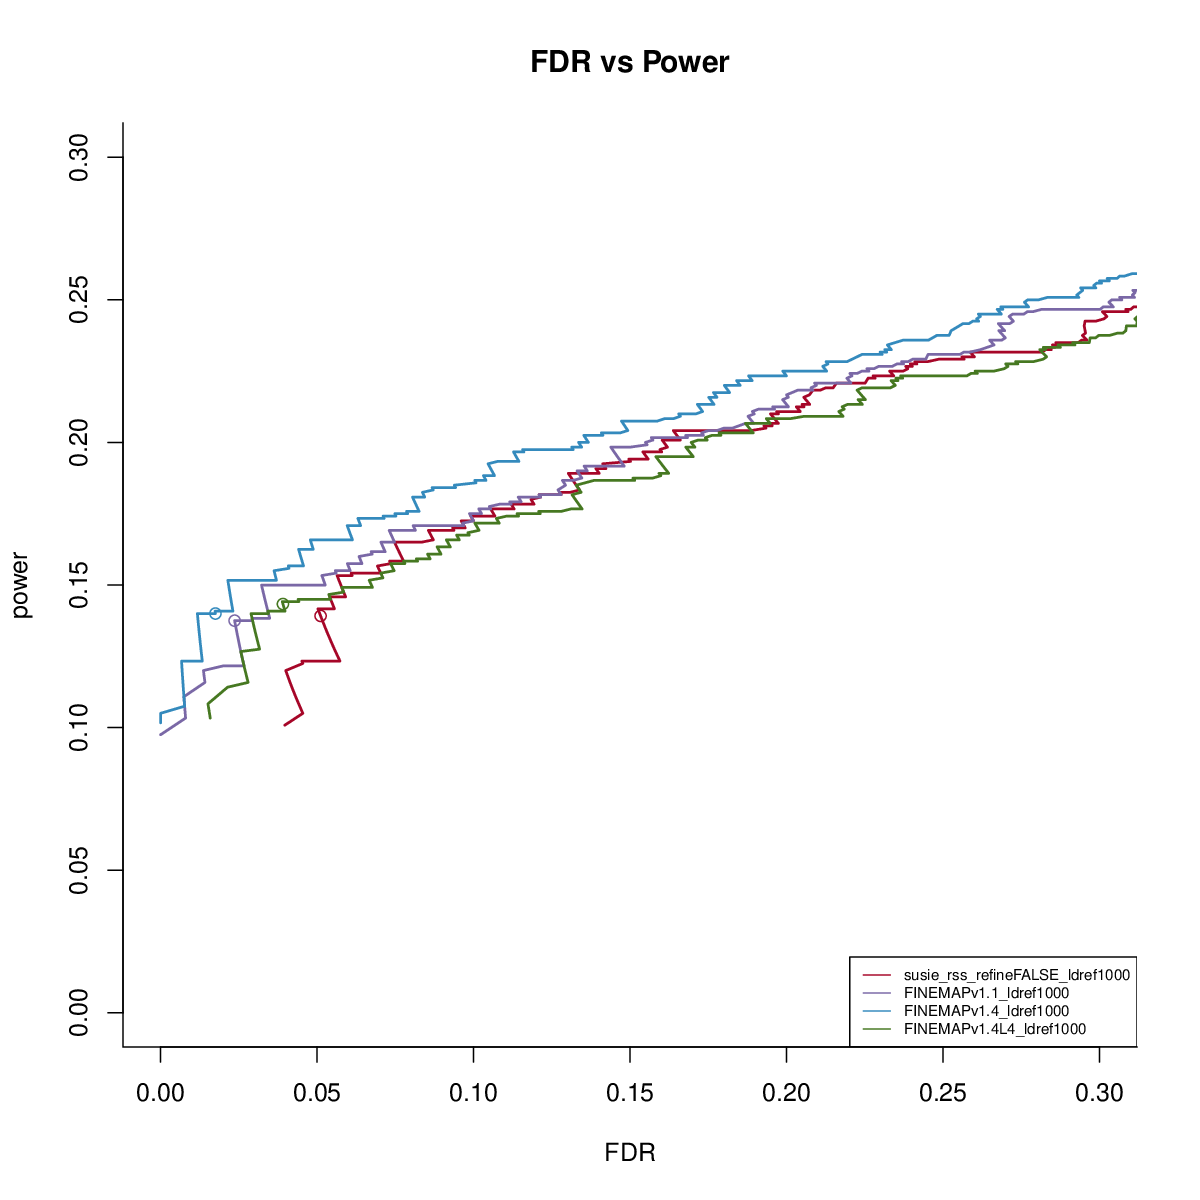 FDR vs Power
power
0.30
0.25
0.20
0.15
0.10
0.05
0.00
susie_rss_refineFALSE_ldref1000
FINEMAPv1.1_ldref1000
FINEMAPv1.4_ldref1000
FINEMAPv1.4L4_ldref1000
0.00 0.05 0.10 0.15 0.20 0.25 0.30
FDR